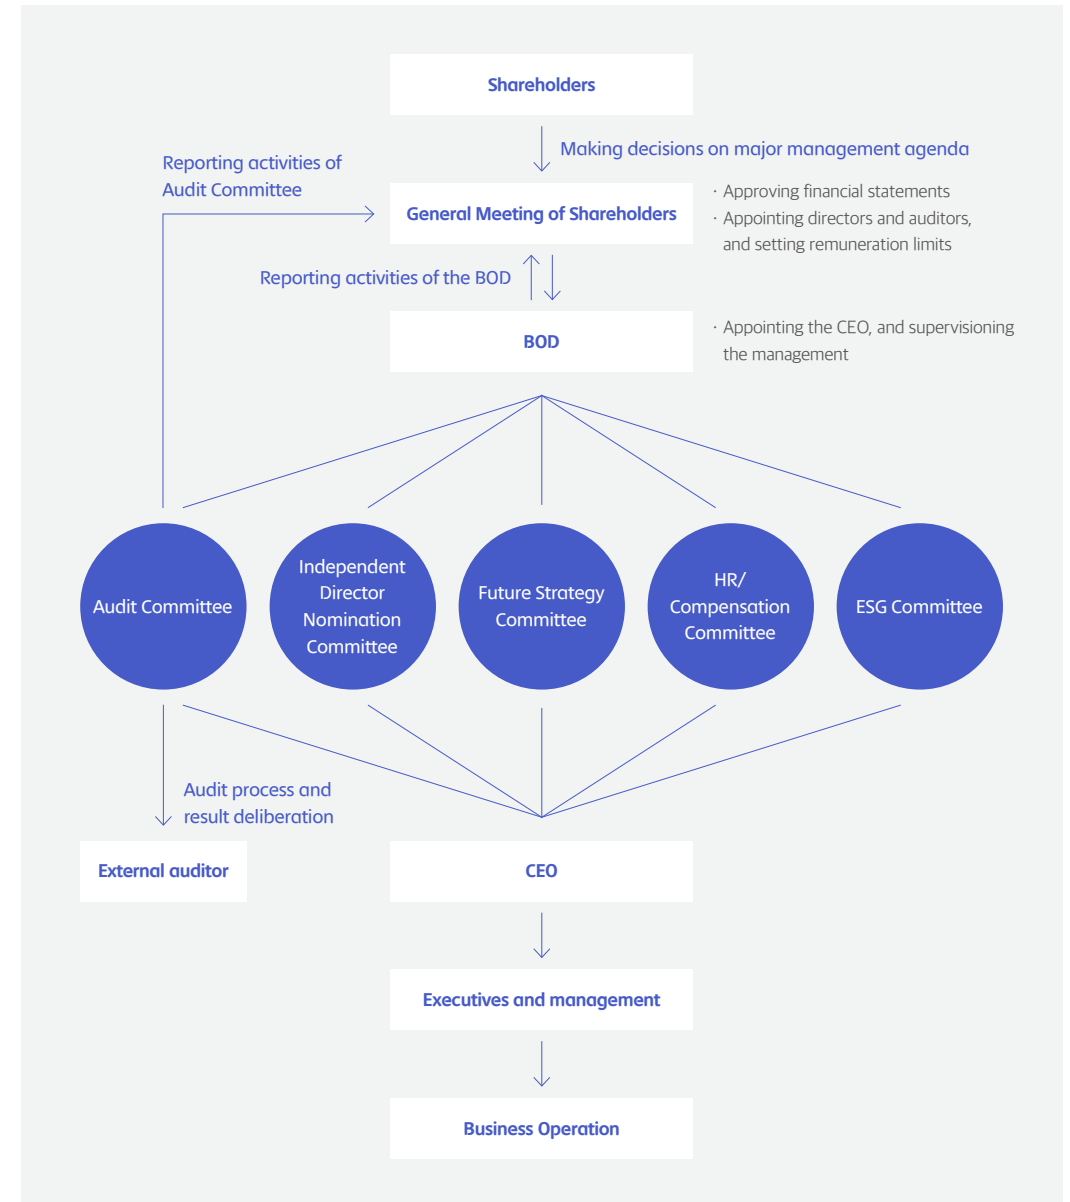 Shareholders
Making decisions on major management agenda
Reporting activities of
Audit Committee
General Meeting of Shareholders
· Approving financial statements
· Appointing directors and auditors,
and setting remuneration limits
Reporting activities of the BOD
BOD
· Appointing the CEO, and supervisioning
the management
Audit Committee
Independent
Director
Nomination
Committee
Future Strategy
Committee
HR/
Compensation
Committee
ESG Committee
Audit process and
result deliberation
External auditor
CEO
Executives and management
Business Operation